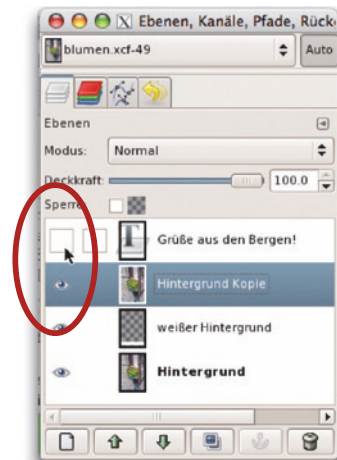 X Ebenen, Kanäle, Pfade, Rück
blumen.xcf-49
Auto
Ebenen
Modus: Normal
Deckkraft: 100.0
Sperre
T Grüße aus den Bergen!
Hintergrund Kopie
weißer Hintergrund
Hintergrund